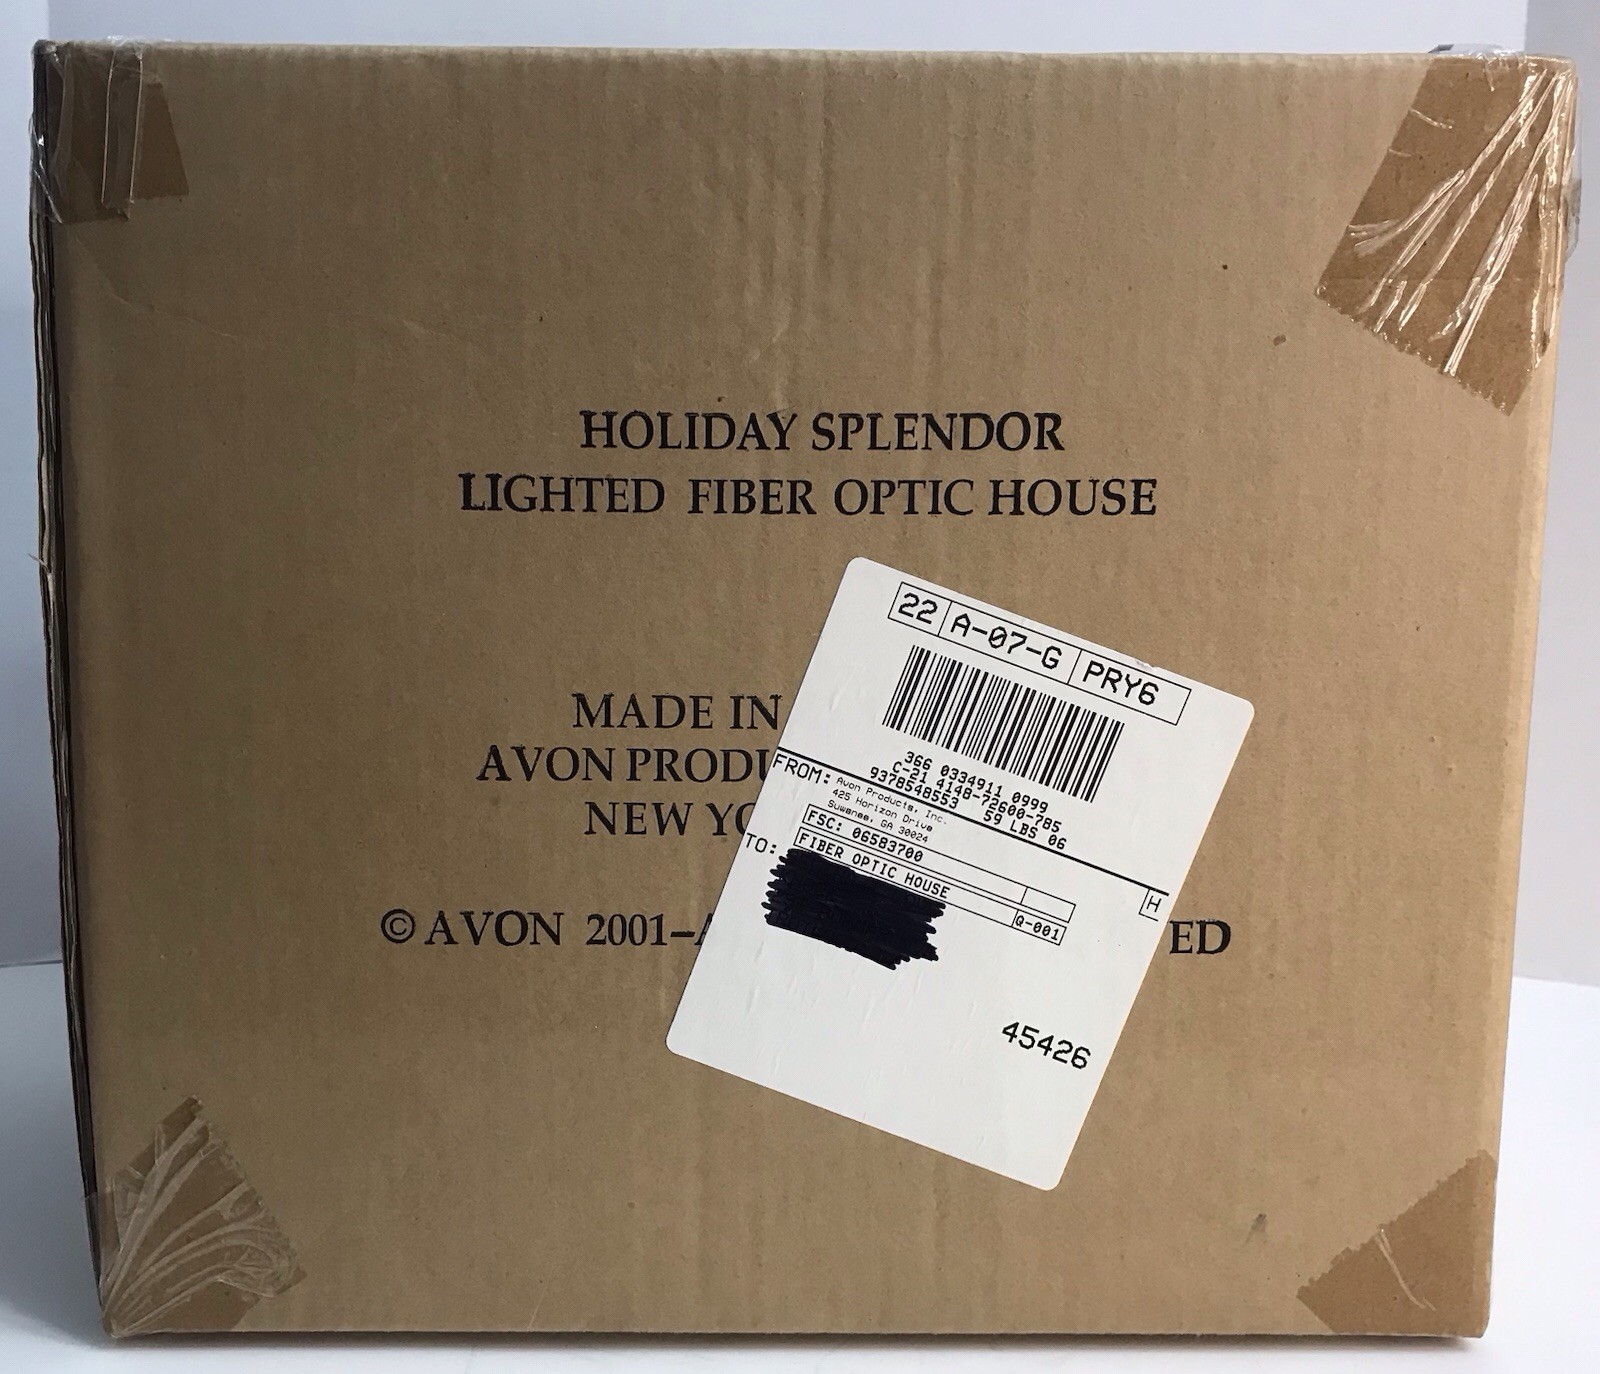 HOLIDAY SPLENDOR
LIGHTED FIBER OPTIC HOUSE
MADE IN
AVON PRODU
NEW YO
© AVON 2001-A
ED
22 A-07-G PRY6
366 0334911 0999
C-21 4148-72600-785
9378548553 59 LBS 06
FROM: Avon Products, Inc.
425 Horizon Drive
Suwanee, GA 30024
FSC: 06583700
FIBER OPTIC HOUSE
Q-001
H
TO:
45426